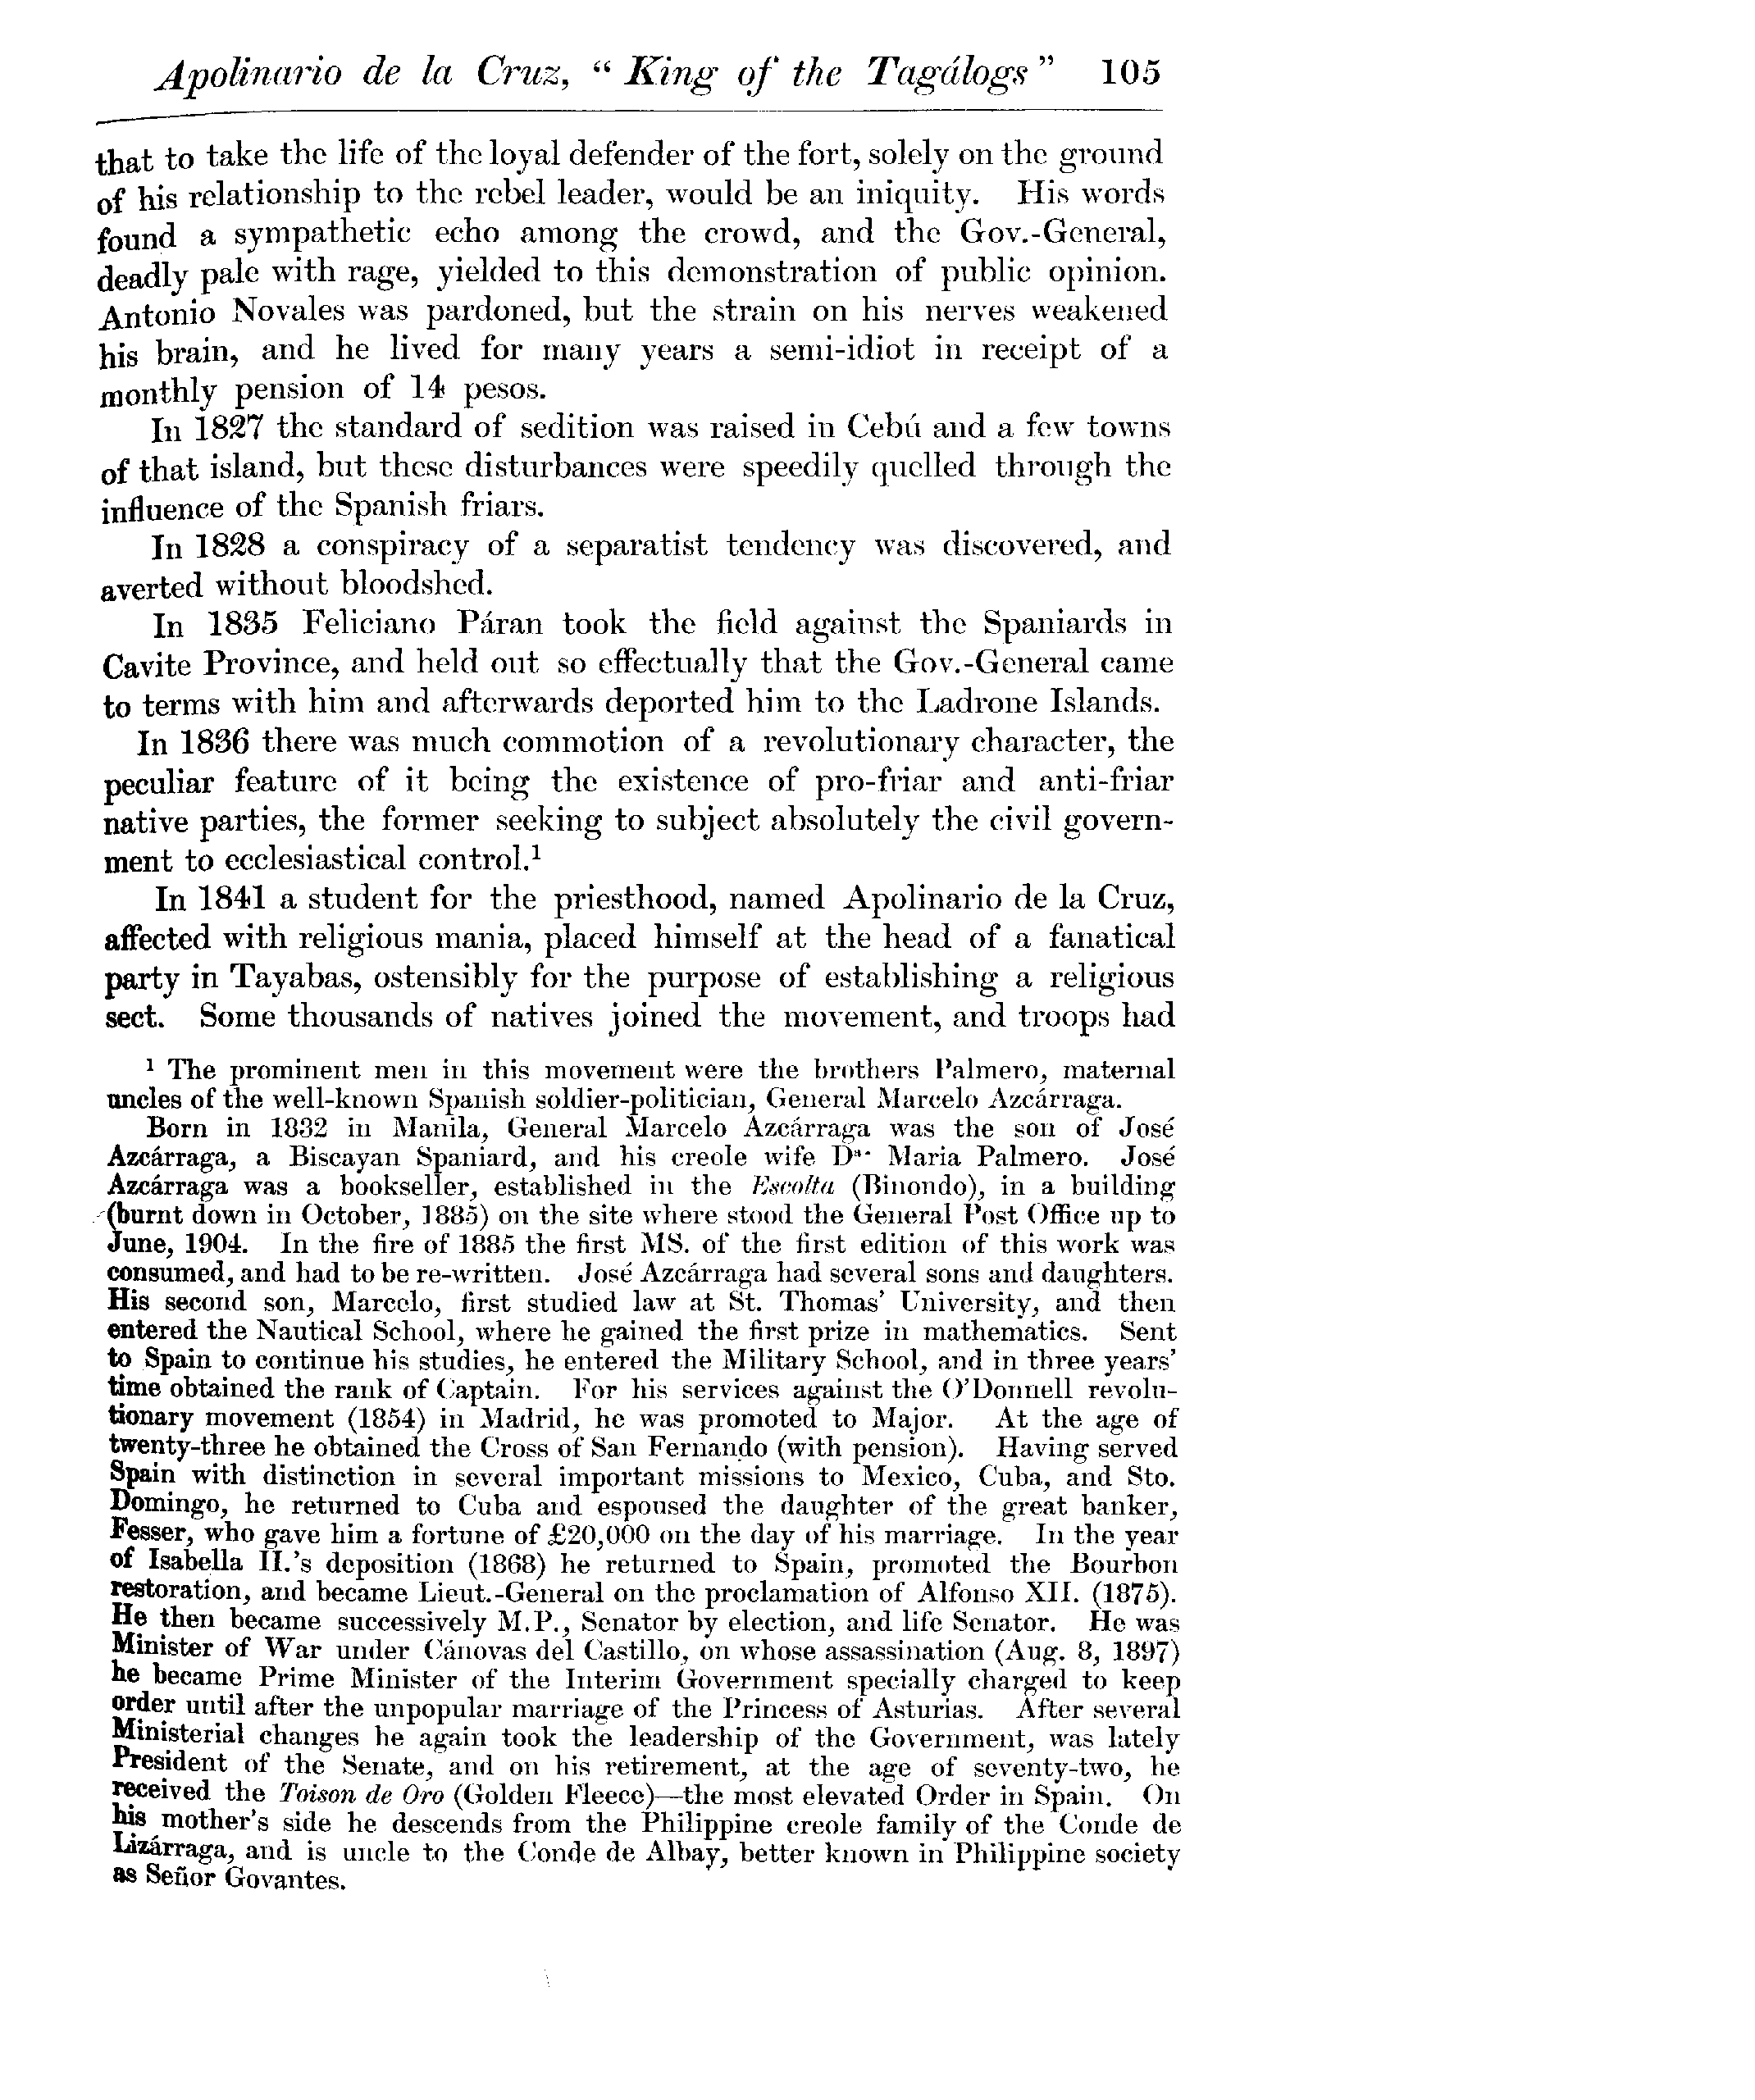 Apolinario de la Cruz, “ King of the Tagálogs ” 105
that to take the life of the loyal defender of the fort, solely on the ground
of his relationship to the rebel leader, would be an iniquity. His words
found a sympathetic echo among the crowd, and the Gov.-General,
deadly pale with rage, yielded to this demonstration of public opinion.
Antonio Novales was pardoned, but the strain on his nerves weakened
his brain, and he lived for many years a semi-idiot in receipt of a
monthly pension of 14 pesos.
In 1827 the standard of sedition was raised in Cebú and a few towns
of that island, but these disturbances were speedily quelled through the
influence of the Spanish friars.
In 1828 a conspiracy of a separatist tendency was discovered, and
averted without bloodshed.
In 1835 Feliciano Páran took the field against the Spaniards in
Cavite Province, and held out so effectually that the Gov.-General came
to terms with him and afterwards deported him to the Ladrone Islands.
In 1836 there was much commotion of a revolutionary character, the
peculiar feature of it being the existence of pro-friar and anti-friar
native parties, the former seeking to subject absolutely the civil govern-
ment to ecclesiastical control.¹
In 1841 a student for the priesthood, named Apolinario de la Cruz,
affected with religious mania, placed himself at the head of a fanatical
party in Tayabas, ostensibly for the purpose of establishing a religious
sect. Some thousands of natives joined the movement, and troops had
¹ The prominent men in this movement were the brothers Palmero, maternal
uncles of the well-known Spanish soldier-politician, General Marcelo Azcárraga.
Born in 1832 in Manila, General Marcelo Azcárraga was the son of José
Azcárraga, a Biscayan Spaniard, and his creole wife Dᵃ· Maria Palmero. José
Azcárraga was a bookseller, established in the Escolta (Binondo), in a building
(burnt down in October, 1885) on the site where stood the General Post Office up to
June, 1904. In the fire of 1885 the first MS. of the first edition of this work was
consumed, and had to be re-written. José Azcárraga had several sons and daughters.
His second son, Marcelo, first studied law at St. Thomas’ University, and then
entered the Nautical School, where he gained the first prize in mathematics. Sent
to Spain to continue his studies, he entered the Military School, and in three years’
time obtained the rank of Captain. For his services against the O’Donnell revolu-
tionary movement (1854) in Madrid, he was promoted to Major. At the age of
twenty-three he obtained the Cross of San Fernando (with pension). Having served
Spain with distinction in several important missions to Mexico, Cuba, and Sto.
Domingo, he returned to Cuba and espoused the daughter of the great banker,
Fesser, who gave him a fortune of £20,000 on the day of his marriage. In the year
of Isabella II.’s deposition (1868) he returned to Spain, promoted the Bourbon
restoration, and became Lieut.-General on the proclamation of Alfonso XII. (1875).
He then became successively M.P., Senator by election, and life Senator. He was
Minister of War under Cánovas del Castillo, on whose assassination (Aug. 8, 1897)
he became Prime Minister of the Interim Government specially charged to keep
order until after the unpopular marriage of the Princess of Asturias. After several
Ministerial changes he again took the leadership of the Government, was lately
President of the Senate, and on his retirement, at the age of seventy-two, he
received the Toison de Oro (Golden Fleece)—the most elevated Order in Spain. On
his mother’s side he descends from the Philippine creole family of the Conde de
Lizárraga, and is uncle to the Conde de Albay, better known in Philippine society
as Señor Govantes.